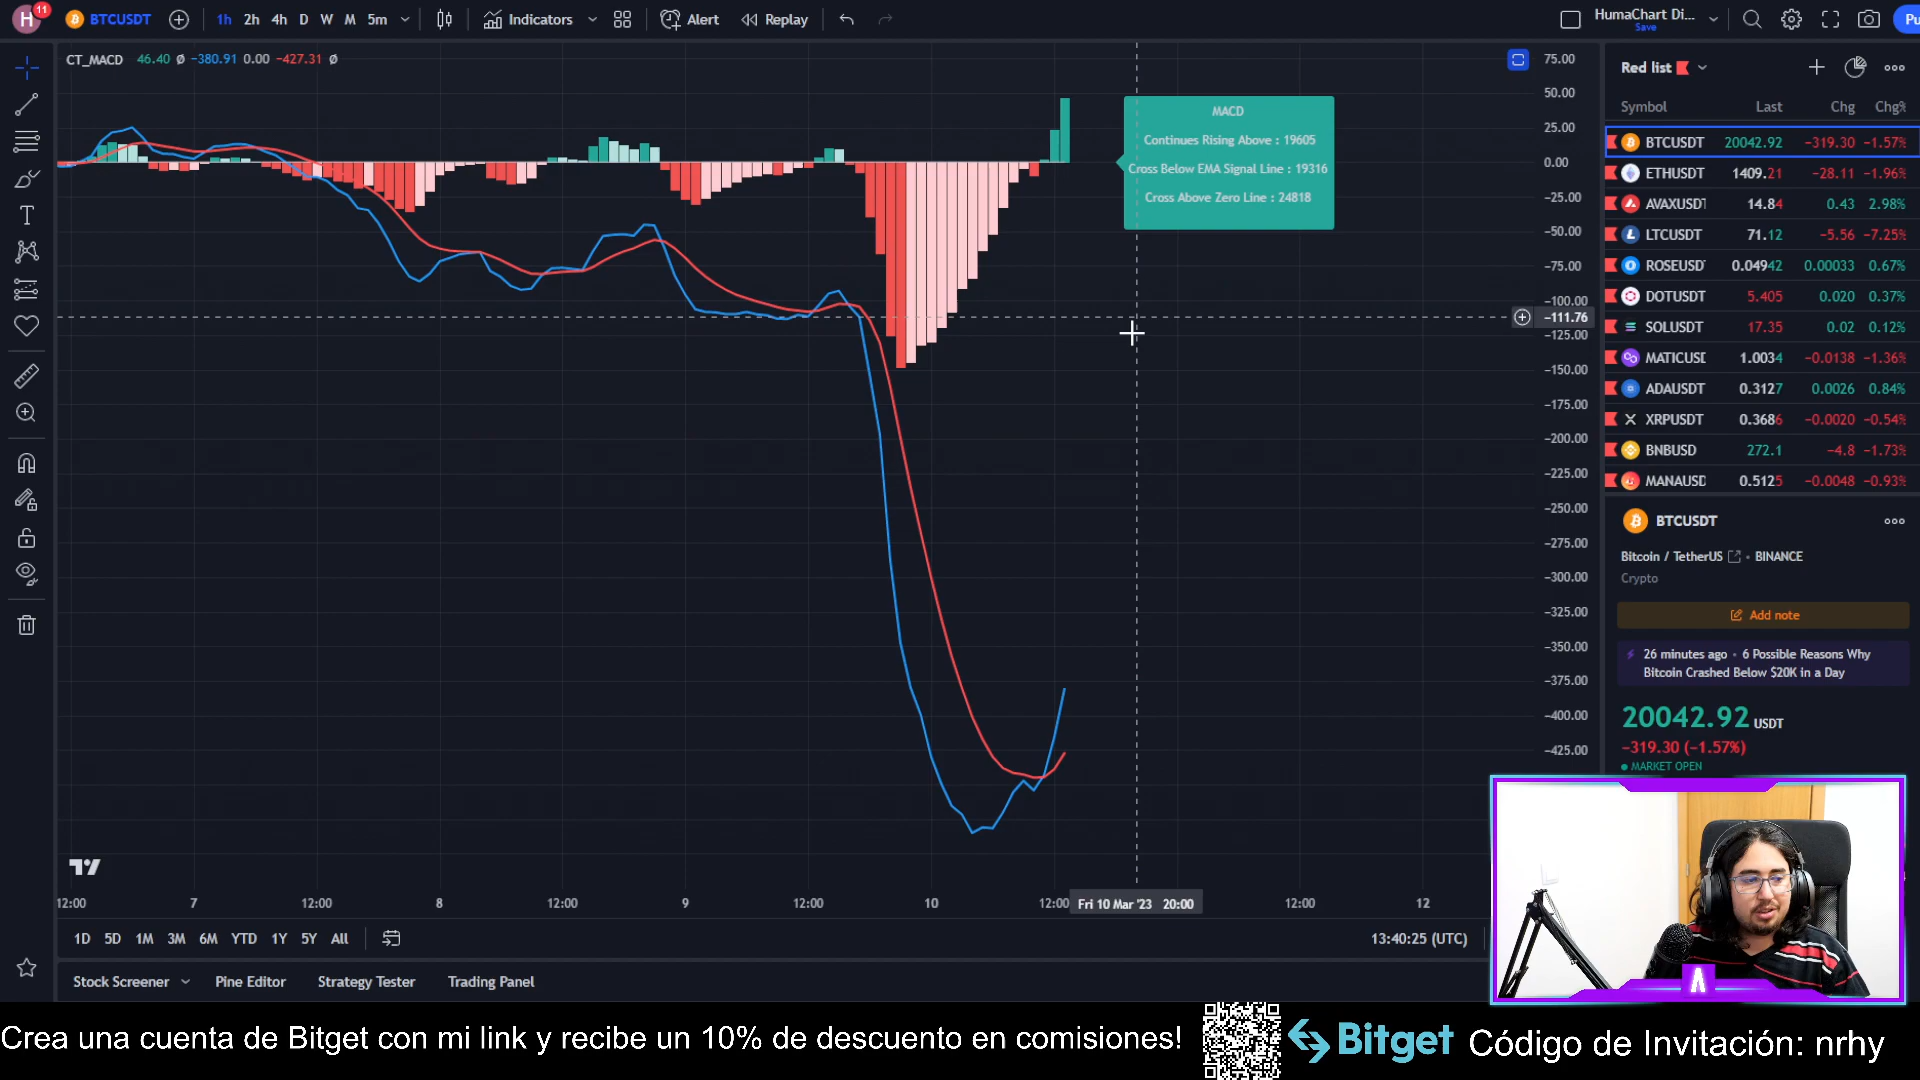 H 11 BTCUSDT 1h 2h 4h D W M 5m Indicators Alert Replay HumaChart Di... Save Pu
CT_MACD 46.40 Ø −380.91 0.00 −427.31 Ø
MACD
Continues Rising Above : 19605
Cross Below EMA Signal Line : 19316
Cross Above Zero Line : 24818
75.00
50.00
25.00
0.00
−25.00
−50.00
−75.00
−100.00
−111.76
−125.00
−150.00
−175.00
−200.00
−225.00
−250.00
−275.00
−300.00
−325.00
−350.00
−375.00
−400.00
−425.00
12:00 7 12:00 8 12:00 9 12:00 10 12:00 Fri 10 Mar '23 20:00 12:00 12
1D 5D 1M 3M 6M YTD 1Y 5Y All 13:40:25 (UTC)
Stock Screener Pine Editor Strategy Tester Trading Panel
Red list
Symbol Last Chg Chg%
BTCUSDT 20042.92 −319.30 −1.57%
ETHUSDT 1409.21 −28.11 −1.96%
AVAXUSDT 14.84 0.43 2.98%
LTCUSDT 71.12 −5.56 −7.25%
ROSEUSD 0.04942 0.00033 0.67%
DOTUSDT 5.405 0.020 0.37%
SOLUSDT 17.35 0.02 0.12%
MATICUSD 1.0034 −0.0138 −1.36%
ADAUSDT 0.3127 0.0026 0.84%
XRPUSDT 0.3686 −0.0020 −0.54%
BNBUSD 272.1 −4.8 −1.73%
MANAUSD 0.5125 −0.0048 −0.93%
BTCUSDT
Bitcoin / TetherUS • BINANCE
Crypto
Add note
26 minutes ago • 6 Possible Reasons Why
Bitcoin Crashed Below $20K in a Day
20042.92 USDT
−319.30 (−1.57%)
MARKET OPEN
Crea una cuenta de Bitget con mi link y recibe un 10% de descuento en comisiones! Bitget Código de Invitación: nrhy